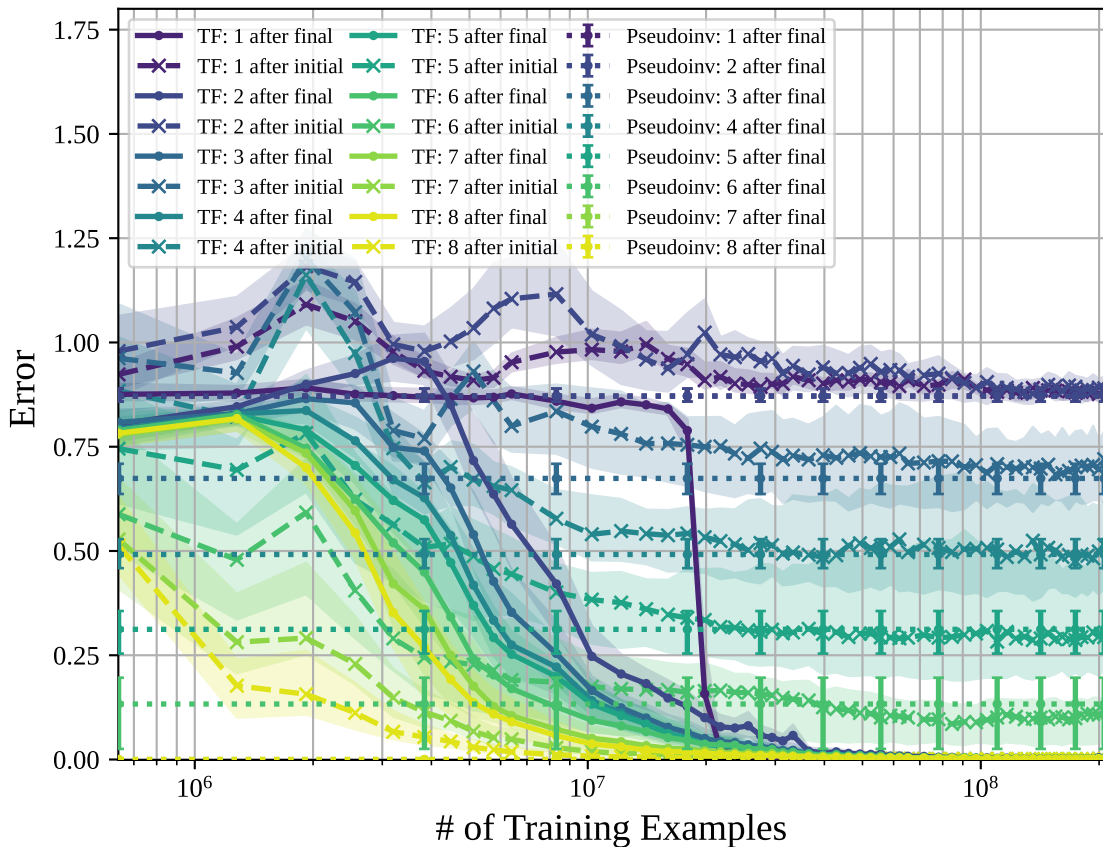 1.75
1.50
1.25
1.00
0.75
0.50
0.25
0.00
Error
TF: 1 after final
TF: 1 after initial
TF: 2 after final
TF: 2 after initial
TF: 3 after final
TF: 3 after initial
TF: 4 after final
TF: 4 after initial
TF: 5 after final
TF: 5 after initial
TF: 6 after final
TF: 6 after initial
TF: 7 after final
TF: 7 after initial
TF: 8 after final
TF: 8 after initial
Pseudoinv: 1 after final
Pseudoinv: 2 after final
Pseudoinv: 3 after final
Pseudoinv: 4 after final
Pseudoinv: 5 after final
Pseudoinv: 6 after final
Pseudoinv: 7 after final
Pseudoinv: 8 after final
10⁶
10⁷
10⁸
# of Training Examples